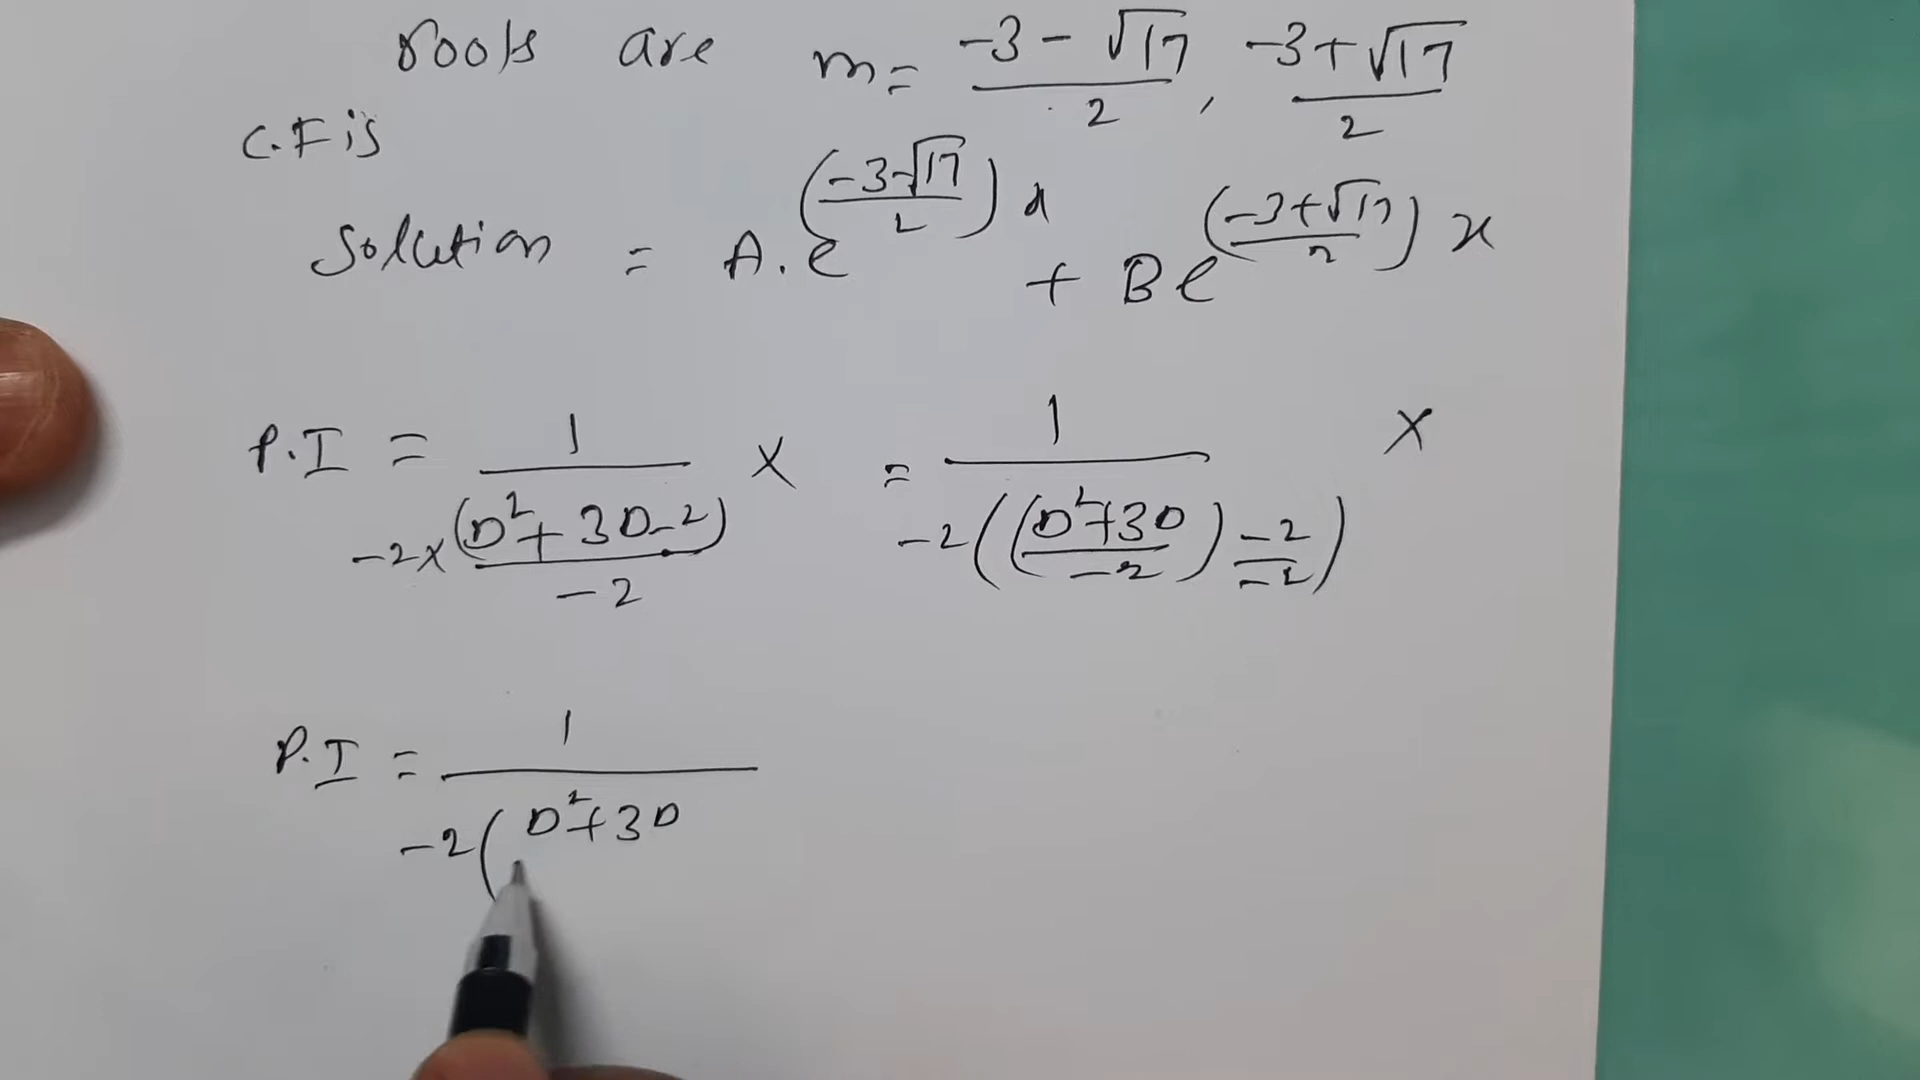 roots are m = (-3 - √17)/2 , (-3 + √17)/2
C.F is
Solution = A.e^((-3-√17)/2)x + Be^((-3+√17)/2)x
P.I = 1/(-2×(D²+3D-2)/-2) x = 1/(-2((D²+3D)/-2) -2/-2)) x
P.I = 1/(-2(D²+3D